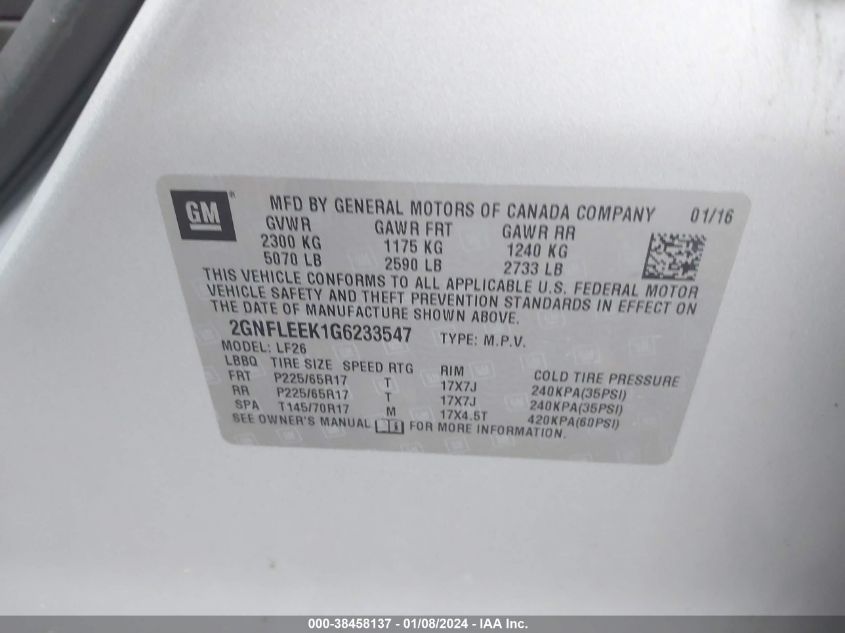 GM ® MFD BY GENERAL MOTORS OF CANADA COMPANY 01/16
GVWR GAWR FRT GAWR RR
2300 KG 1175 KG 1240 KG
5070 LB 2590 LB 2733 LB
THIS VEHICLE CONFORMS TO ALL APPLICABLE U.S. FEDERAL MOTOR
VEHICLE SAFETY AND THEFT PREVENTION STANDARDS IN EFFECT ON
THE DATE OF MANUFACTURE SHOWN ABOVE.
2GNFLEEK1G6233547 TYPE: M.P.V.
MODEL: LF26
LBBQ TIRE SIZE SPEED RTG RIM COLD TIRE PRESSURE
FRT P225/65R17 T 17X7J 240KPA(35PSI)
RR P225/65R17 T 17X7J 240KPA(35PSI)
SPA T145/70R17 M 17X4.5T 420KPA(60PSI)
SEE OWNER'S MANUAL FOR MORE INFORMATION.
000-38458137 - 01/08/2024 - IAA Inc.